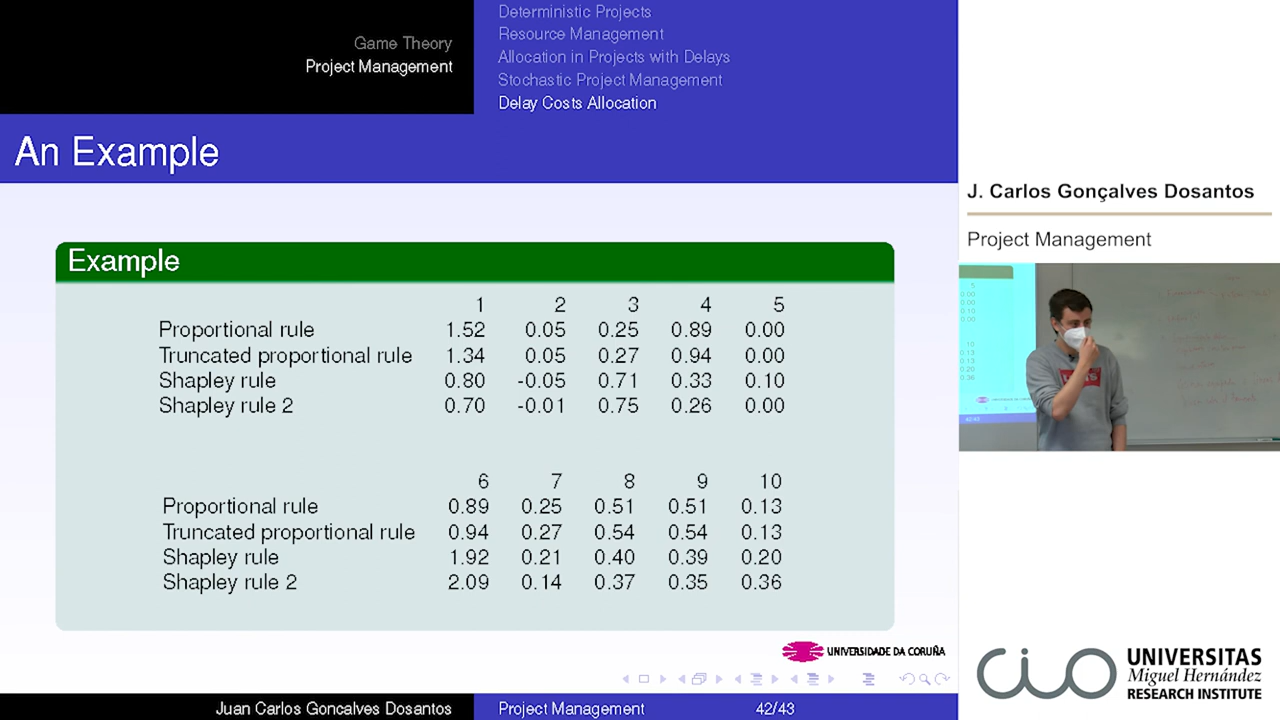 Game Theory
Project Management
Deterministic Projects
Resource Management
Allocation in Projects with Delays
Stochastic Project Management
Delay Costs Allocation
An Example
Example
1 2 3 4 5
Proportional rule 1.52 0.05 0.25 0.89 0.00
Truncated proportional rule 1.34 0.05 0.27 0.94 0.00
Shapley rule 0.80 -0.05 0.71 0.33 0.10
Shapley rule 2 0.70 -0.01 0.75 0.26 0.00
6 7 8 9 10
Proportional rule 0.89 0.25 0.51 0.51 0.13
Truncated proportional rule 0.94 0.27 0.54 0.54 0.13
Shapley rule 1.92 0.21 0.40 0.39 0.20
Shapley rule 2 2.09 0.14 0.37 0.35 0.36
UNIVERSIDADE DA CORUÑA
Juan Carlos Goncalves Dosantos Project Management 42/43
J. Carlos Gonçalves Dosantos
Project Management
CIO
UNIVERSITAS
Miguel Hernández
RESEARCH INSTITUTE